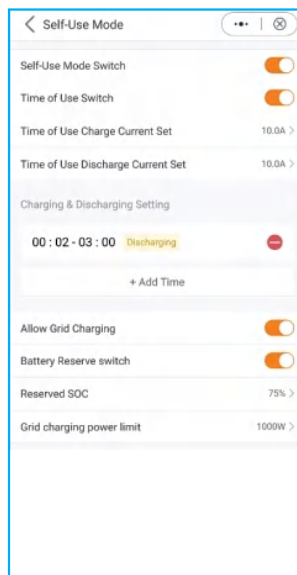 Self-Use Mode
Self-Use Mode Switch
Time of Use Switch
Time of Use Charge Current Set 10.0A >
Time of Use Discharge Current Set 10.0A >
Charging & Discharging Setting
00 : 02 - 03 : 00 Discharging
+ Add Time
Allow Grid Charging
Battery Reserve switch
Reserved SOC 75% >
Grid charging power limit 1000W >